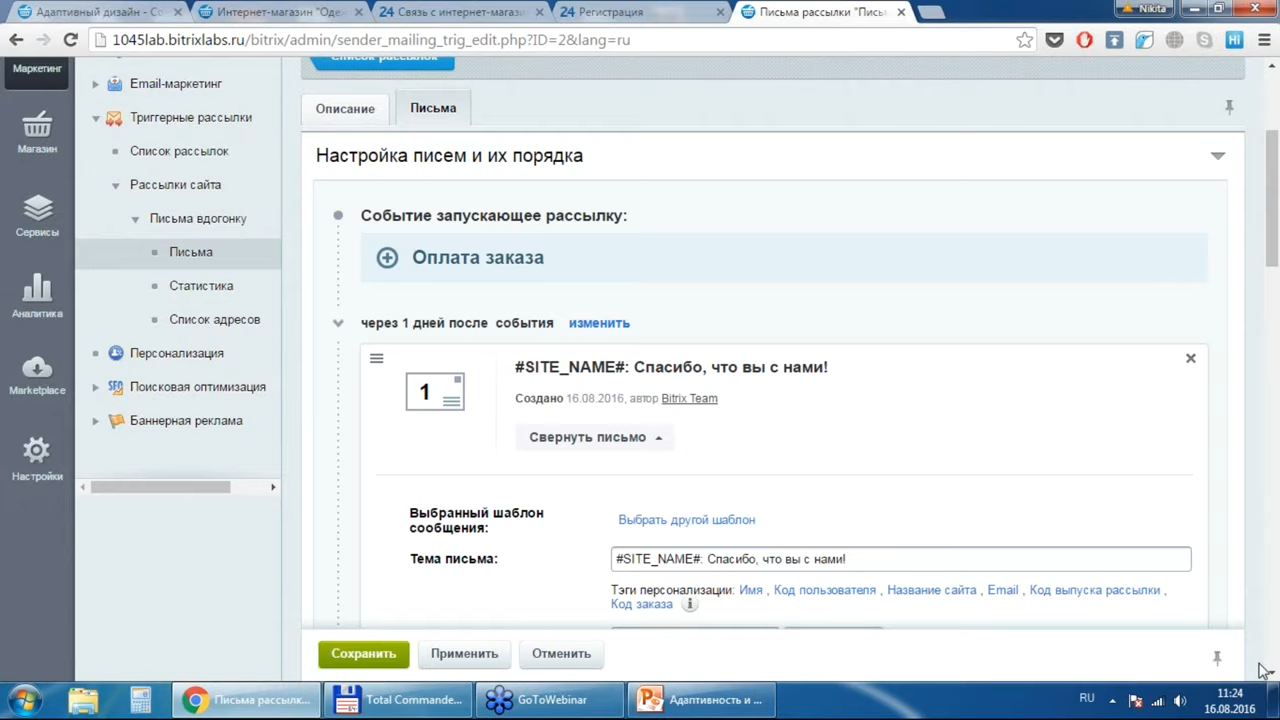 Адаптивный дизайн - Со
Интернет-магазин "Оде
24 Связь с интернет-магаз
24 Регистрация
Письма рассылки "Пись
Nikita
1045lab.bitrixlabs.ru/bitrix/admin/sender_mailing_trig_edit.php?ID=2&lang=ru
Hi
Маркетинг
Магазин
Сервисы
Аналитика
Marketplace
Настройки
Email-маркетинг
Триггерные рассылки
Список рассылок
Рассылки сайта
Письма вдогонку
Письма
Статистика
Список адресов
Персонализация
SEO Поисковая оптимизация
Баннерная реклама
Список рассылок
Описание
Письма
Настройка писем и их порядка
Событие запускающее рассылку:
Оплата заказа
через 1 дней после события изменить
1
#SITE_NAME#: Спасибо, что вы с нами!
Создано 16.08.2016, автор Bitrix Team
Свернуть письмо
Выбранный шаблон
сообщения:
Выбрать другой шаблон
Тема письма:
#SITE_NAME#: Спасибо, что вы с нами!
Тэги персонализации: Имя , Код пользователя , Название сайта , Email , Код выпуска рассылки ,
Код заказа
Сохранить
Применить
Отменить
Письма рассылк...
Total Commande...
GoToWebinar
Адаптивность и ...
RU
11:24
16.08.2016